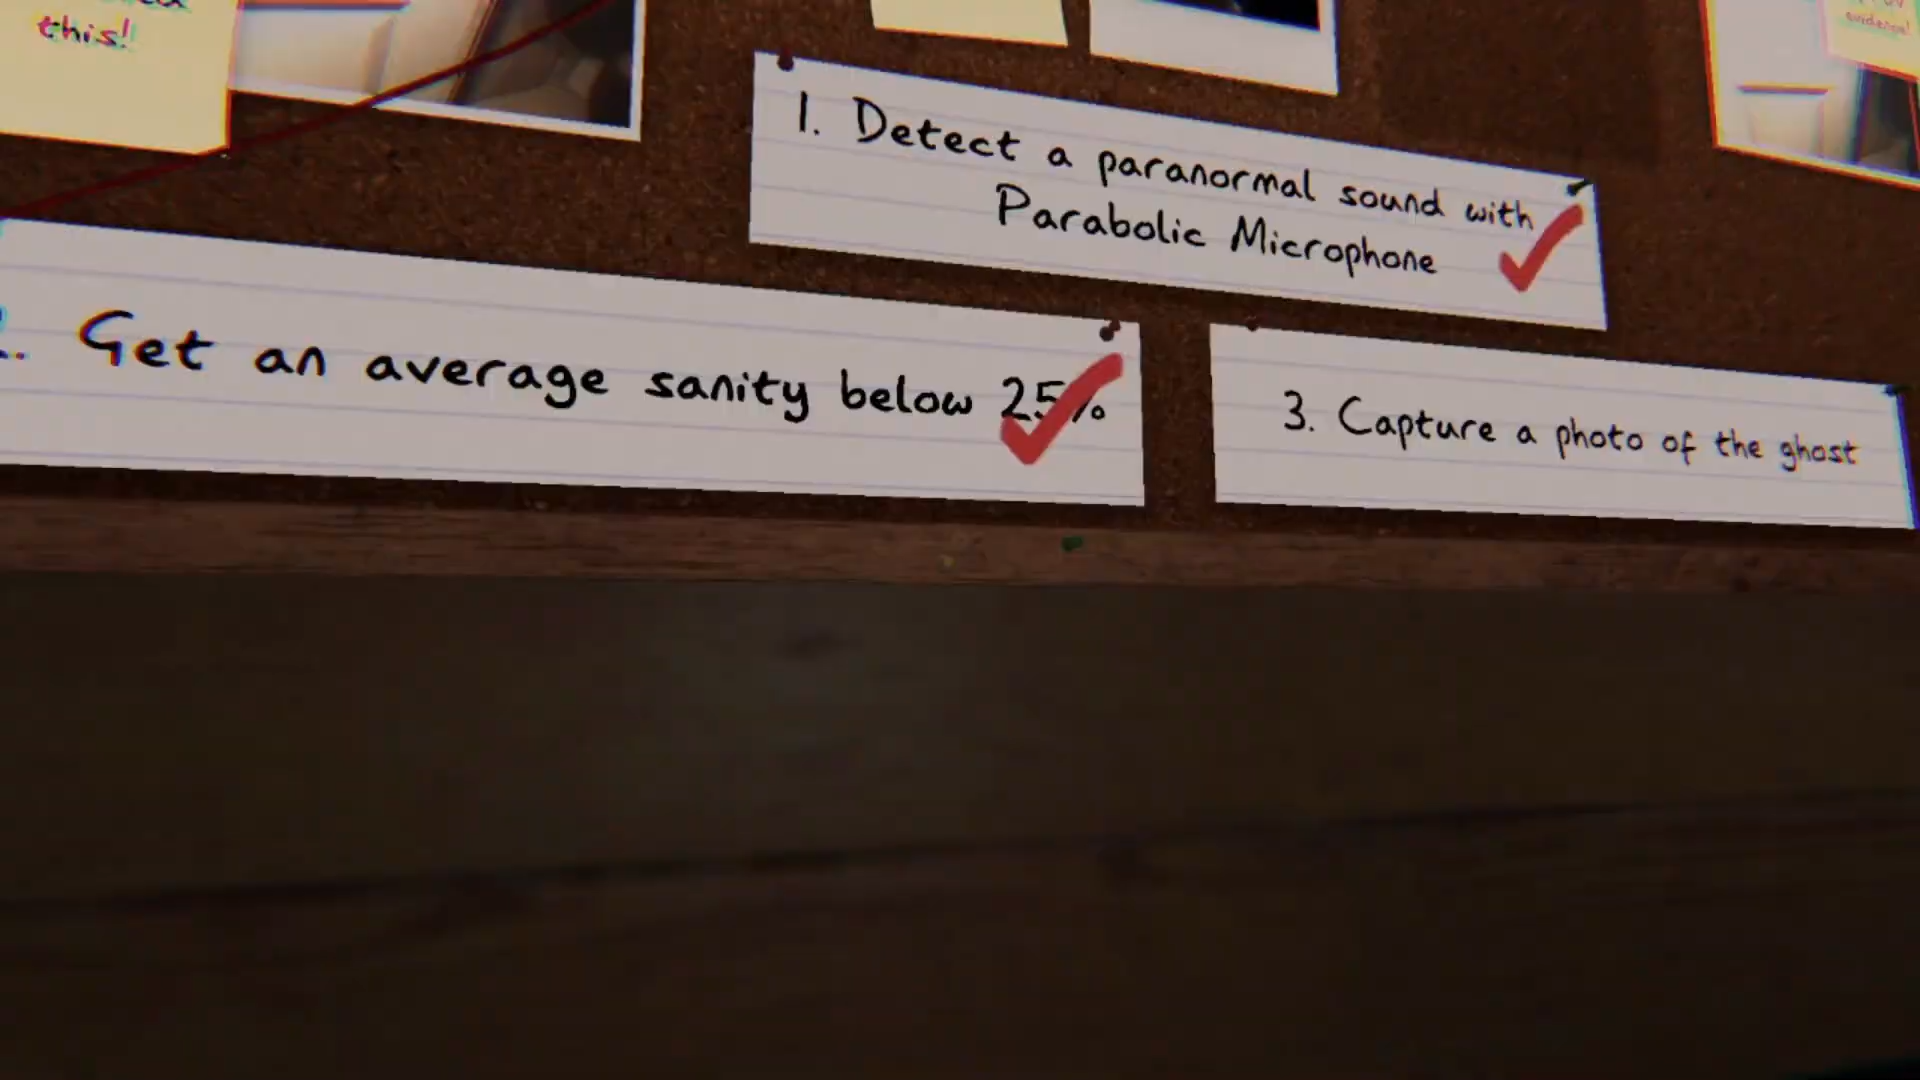 this!
evidence!
1. Detect a paranormal sound with
Parabolic Microphone
. Get an average sanity below 25%
3. Capture a photo of the ghost